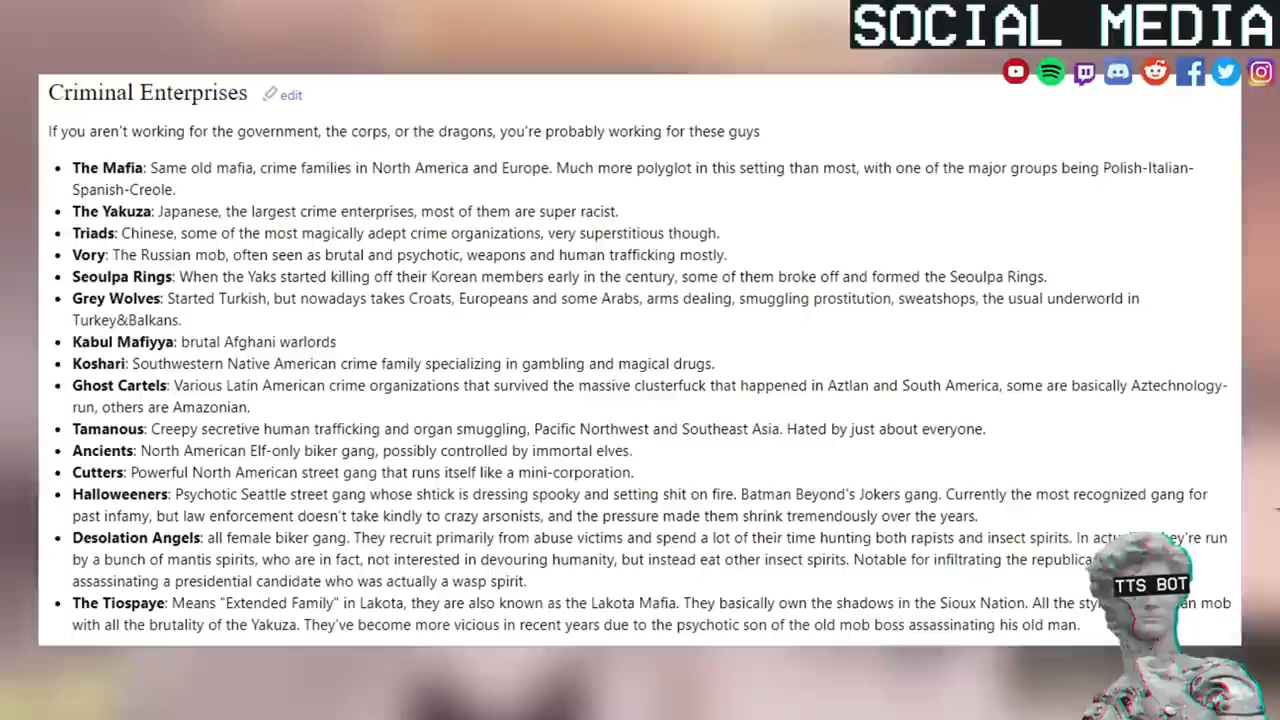 SOCIAL MEDIA
Criminal Enterprises edit
If you aren't working for the government, the corps, or the dragons, you're probably working for these guys
The Mafia: Same old mafia, crime families in North America and Europe. Much more polyglot in this setting than most, with one of the major groups being Polish-Italian-
Spanish-Creole.
The Yakuza: Japanese, the largest crime enterprises, most of them are super racist.
Triads: Chinese, some of the most magically adept crime organizations, very superstitious though.
Vory: The Russian mob, often seen as brutal and psychotic, weapons and human trafficking mostly.
Seoulpa Rings: When the Yaks started killing off their Korean members early in the century, some of them broke off and formed the Seoulpa Rings.
Grey Wolves: Started Turkish, but nowadays takes Croats, Europeans and some Arabs, arms dealing, smuggling prostitution, sweatshops, the usual underworld in
Turkey&Balkans.
Kabul Mafiyya: brutal Afghani warlords
Koshari: Southwestern Native American crime family specializing in gambling and magical drugs.
Ghost Cartels: Various Latin American crime organizations that survived the massive clusterfuck that happened in Aztlan and South America, some are basically Aztechnology-
run, others are Amazonian.
Tamanous: Creepy secretive human trafficking and organ smuggling, Pacific Northwest and Southeast Asia. Hated by just about everyone.
Ancients: North American Elf-only biker gang, possibly controlled by immortal elves.
Cutters: Powerful North American street gang that runs itself like a mini-corporation.
Halloweeners: Psychotic Seattle street gang whose shtick is dressing spooky and setting shit on fire. Batman Beyond's Jokers gang. Currently the most recognized gang for
past infamy, but law enforcement doesn't take kindly to crazy arsonists, and the pressure made them shrink tremendously over the years.
Desolation Angels: all female biker gang. They recruit primarily from abuse victims and spend a lot of their time hunting both rapists and insect spirits. In they're run
by a bunch of mantis spirits, who are in fact, not interested in devouring humanity, but instead eat other insect spirits. Notable for infiltrating the
assassinating a presidential candidate who was actually a wasp spirit.
The Tiospaye: Means "Extended Family" in Lakota, they are also known as the Lakota Mafia. They basically own the shadows in the Sioux Nation. All the mob
with all the brutality of the Yakuza. They've become more vicious in recent years due to the psychotic son of the old mob boss assassinating his old man.
TTS BOT